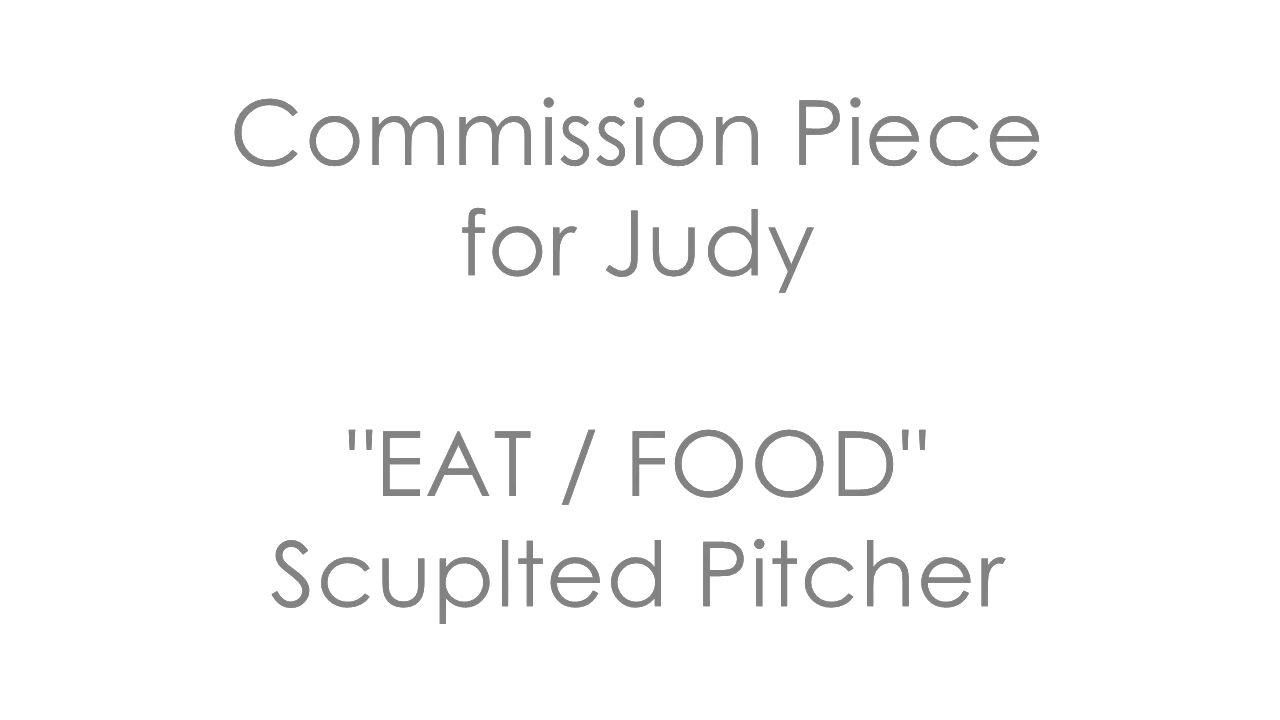 Commission Piece
for Judy
"EAT / FOOD"
Scuplted Pitcher